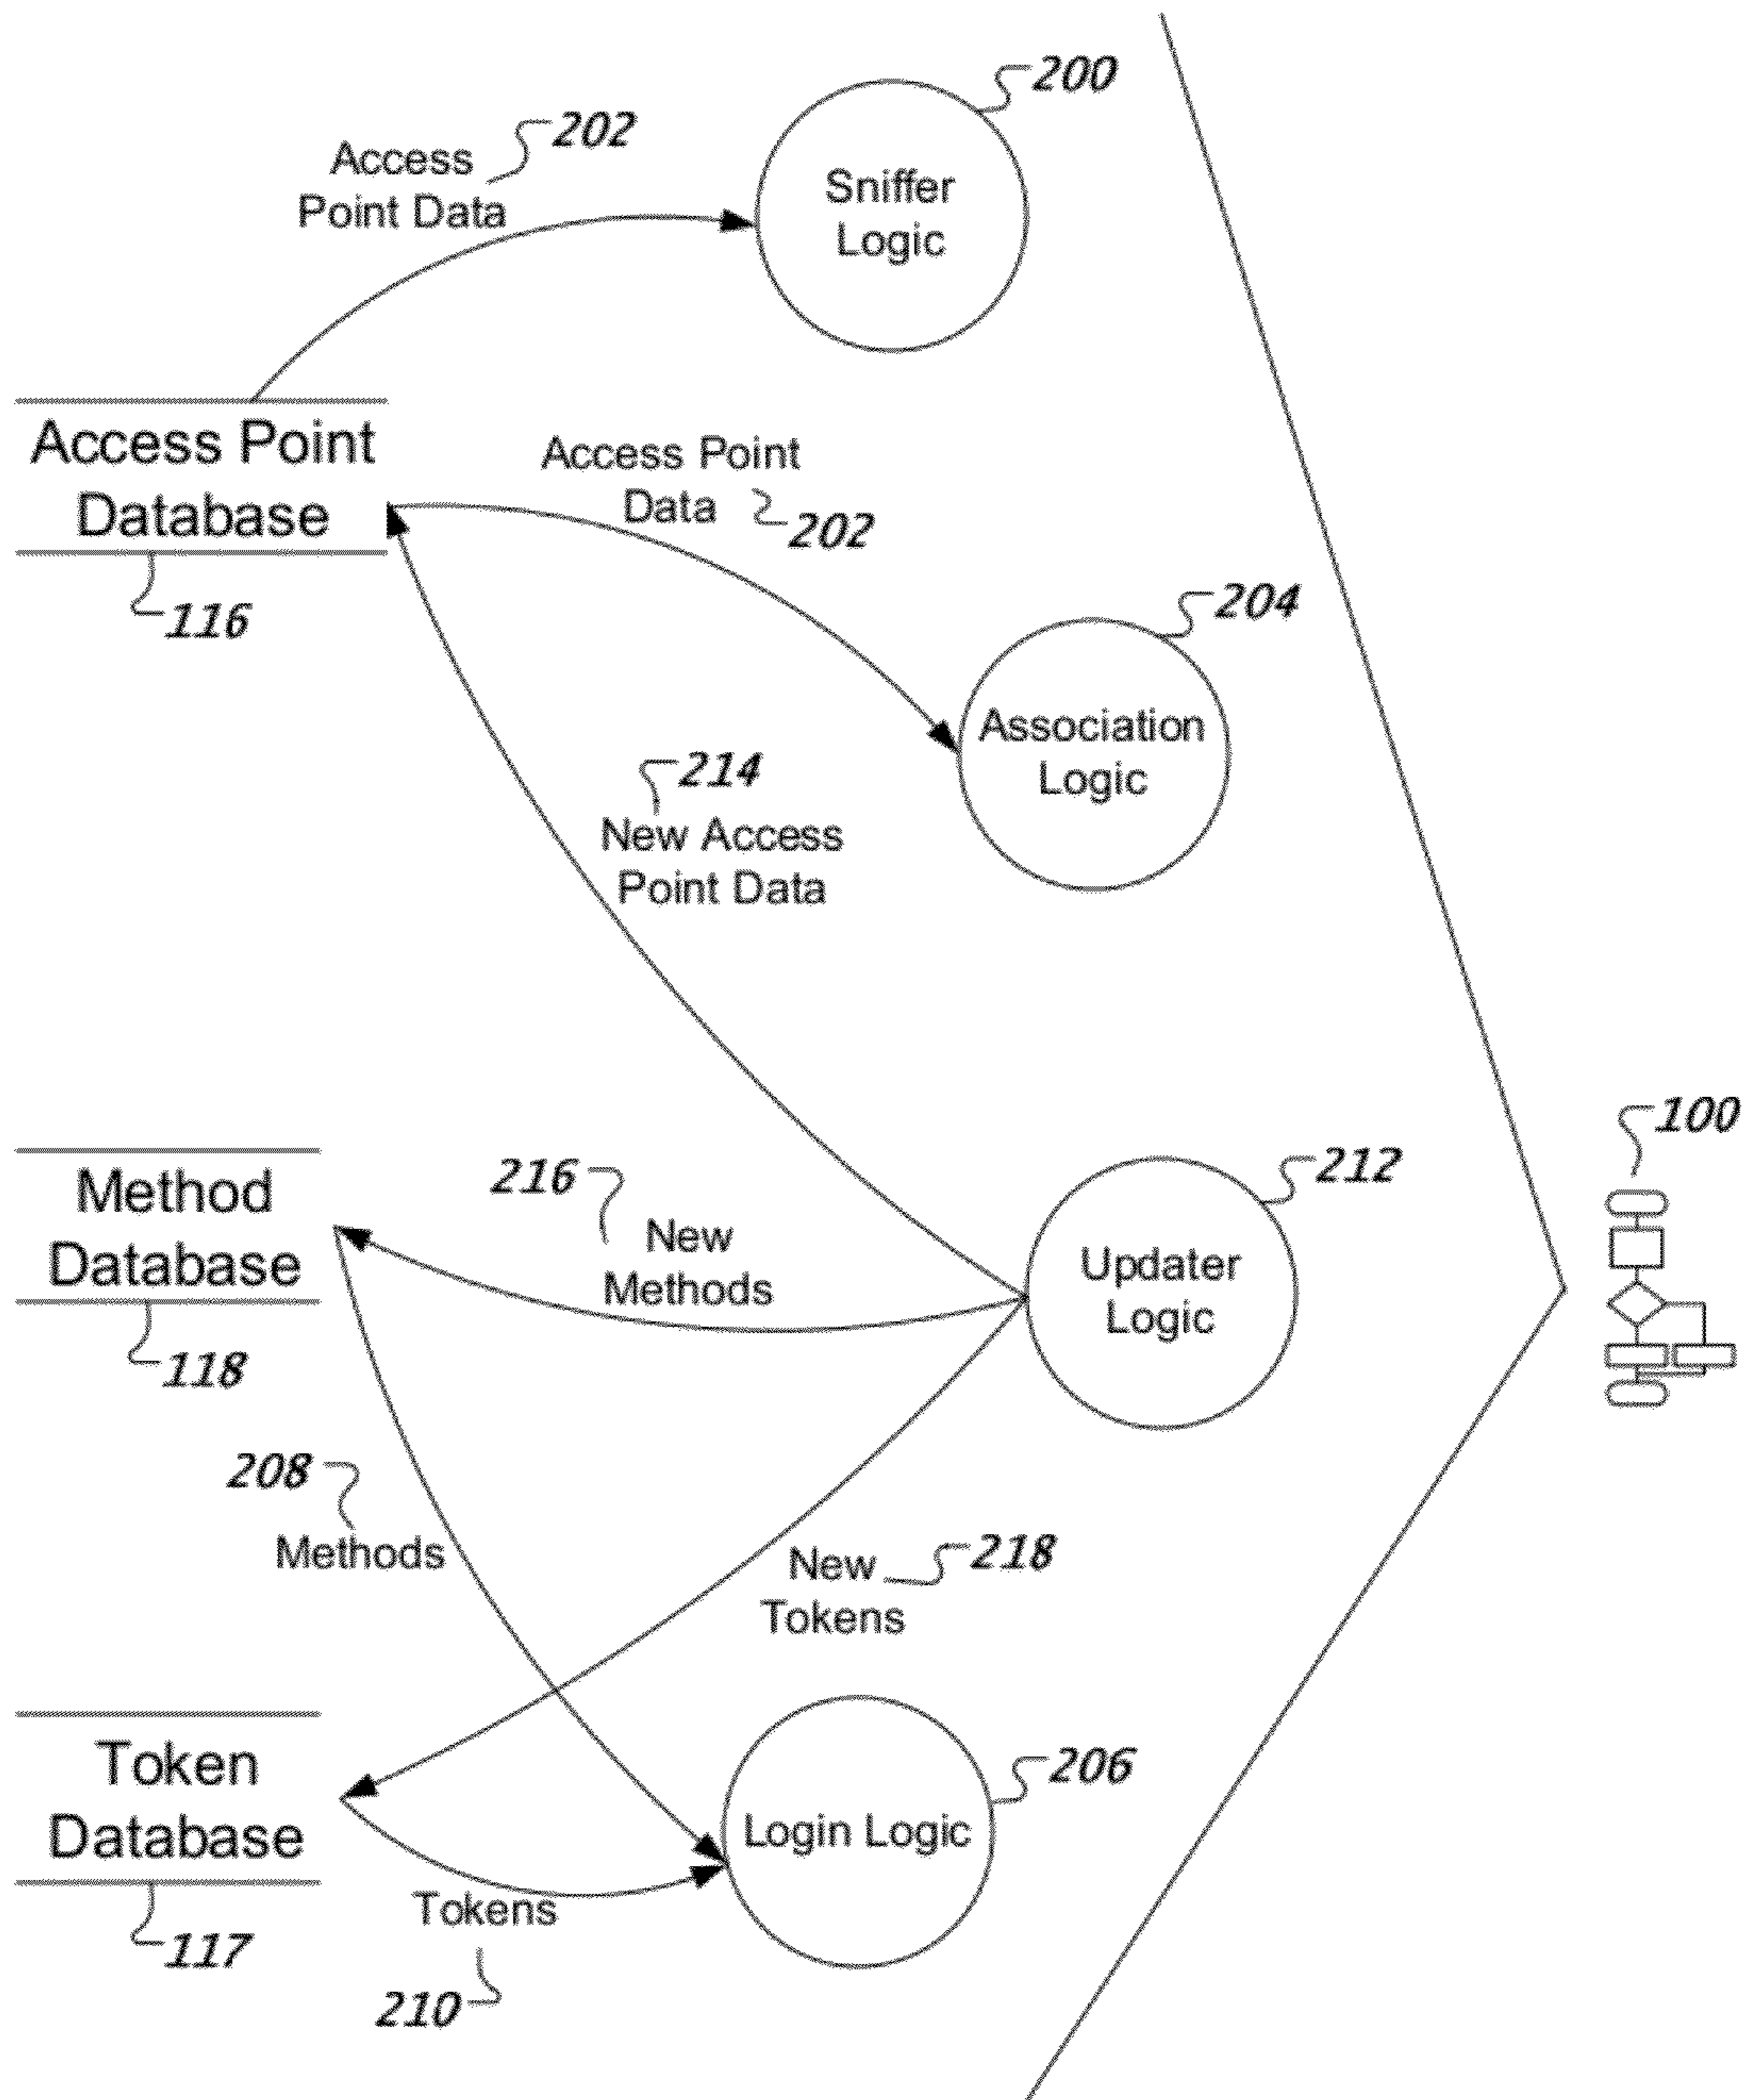 200
202
Access
Point Data
Sniffer
Logic
Access Point
Database
116
Access Point
Data
202
204
Association
Logic
214
New Access
Point Data
100
212
Updater
Logic
216
New
Methods
Method
Database
118
208
Methods
New
Tokens
218
Token
Database
117
206
Login Logic
Tokens
210